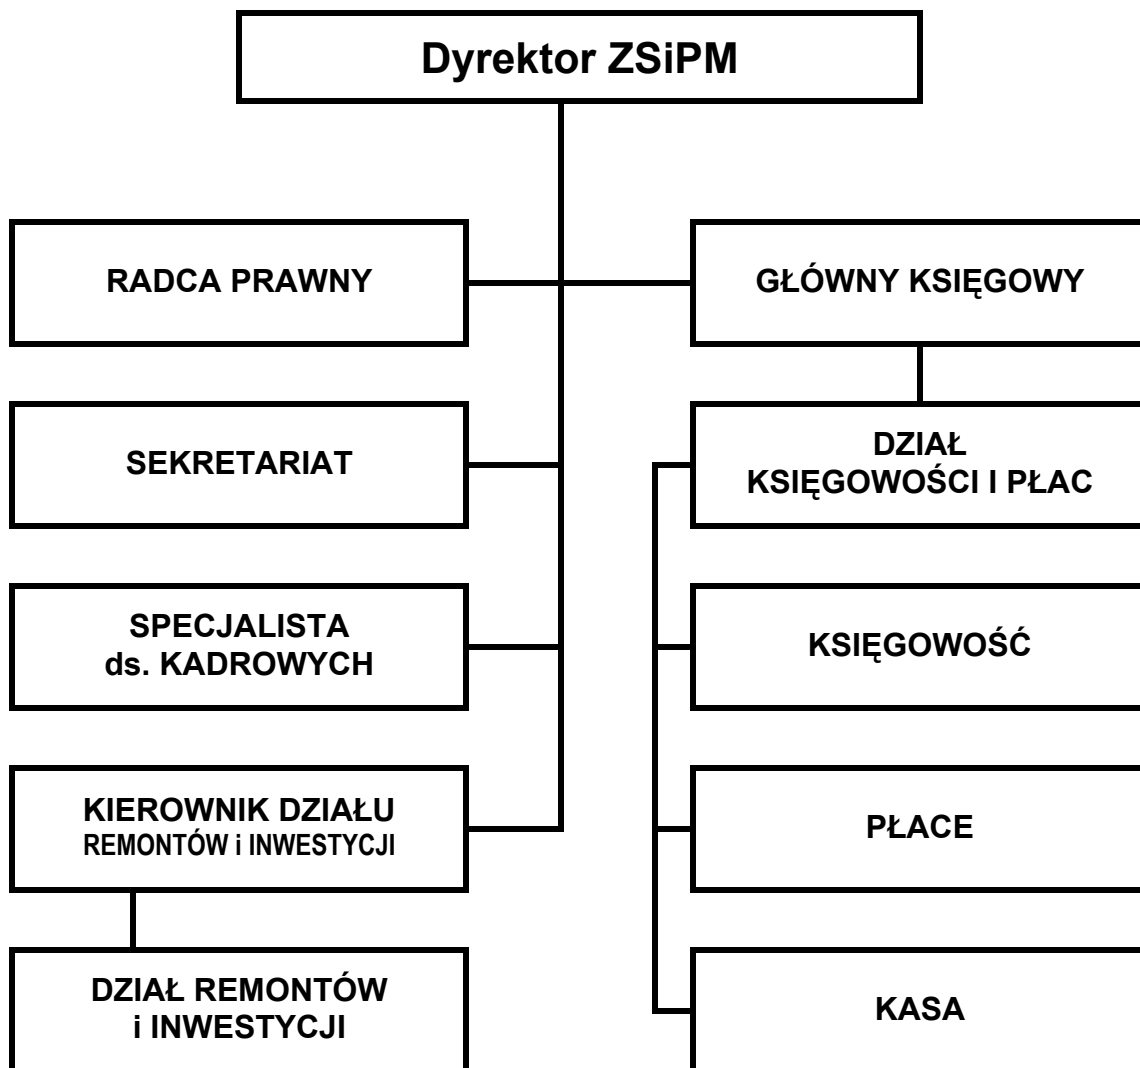 Dyrektor ZSiPM
RADCA PRAWNY
GŁÓWNY KSIĘGOWY
SEKRETARIAT
DZIAŁ
KSIĘGOWOŚCI I PŁAC
SPECJALISTA
ds. KADROWYCH
KSIĘGOWOŚĆ
KIEROWNIK DZIAŁU
REMONTÓW i INWESTYCJI
PŁACE
DZIAŁ REMONTÓW
i INWESTYCJI
KASA